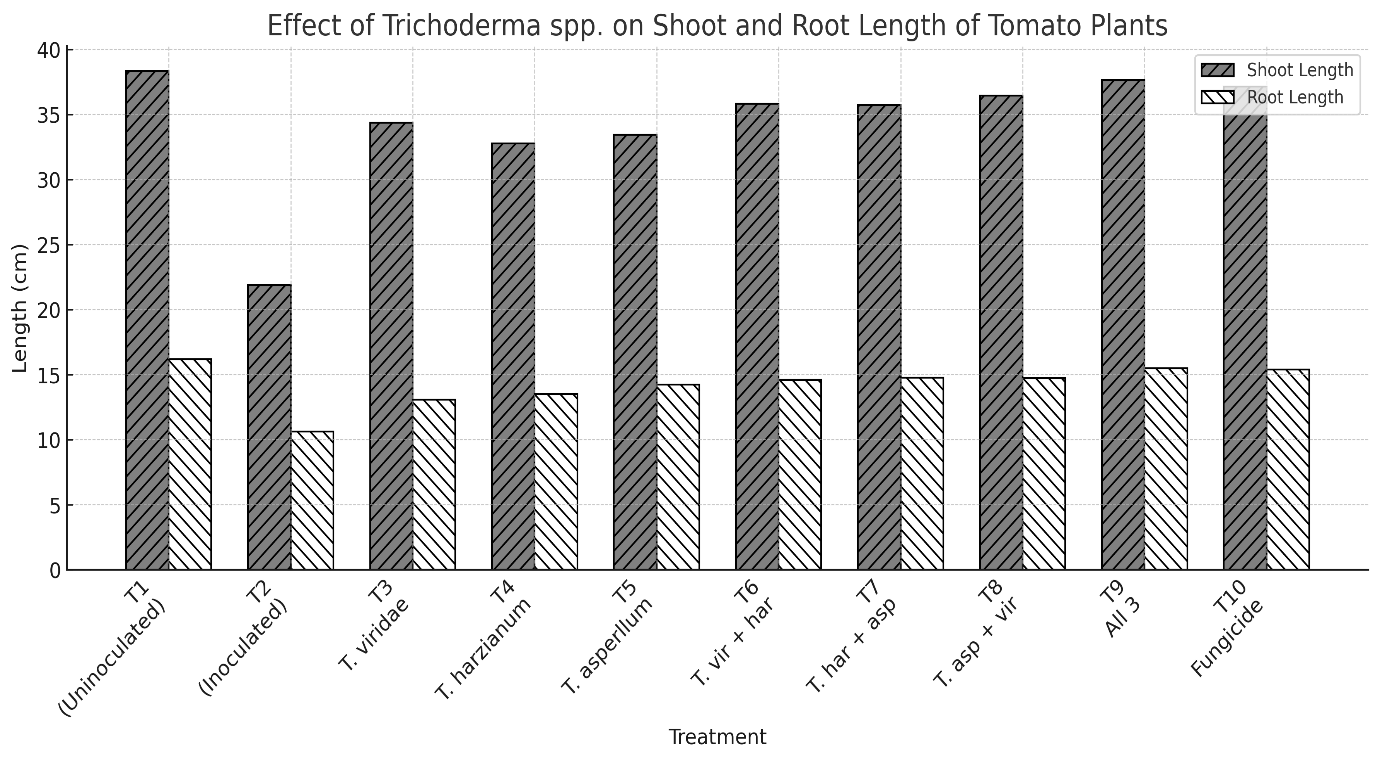 Effect of Trichoderma spp. on Shoot and Root Length of Tomato Plants
Shoot Length
Root Length
Length (cm)
40
35
30
25
20
15
10
5
0
T1
(Uninoculated)
T2
(Inoculated)
T3
T. viridae
T4
T. harzianum
T5
T. asperllum
T6
T. vir + har
T7
T. har + asp
T8
T. asp + vir
T9
All 3
T10
Fungicide
Treatment